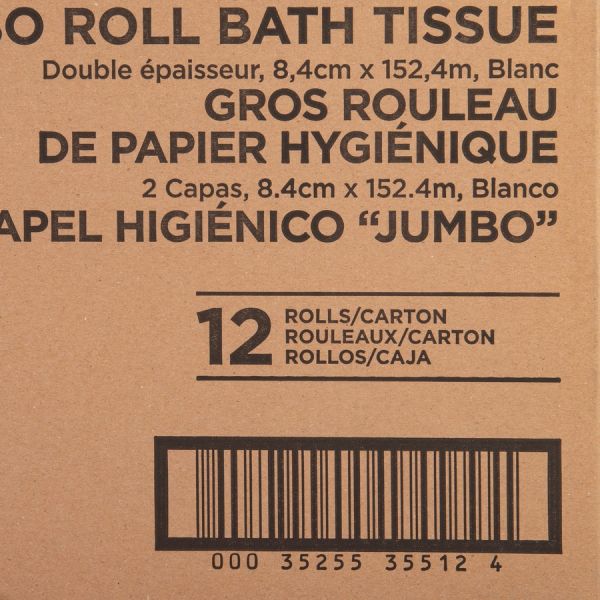 ROLL BATH TISSUE
Double épaisseur, 8,4cm x 152,4m, Blanc
GROS ROULEAU
DE PAPIER HYGIÉNIQUE
2 Capas, 8.4cm x 152.4m, Blanco
APEL HIGIÉNICO “JUMBO”
12 ROLLS/CARTON
ROULEAUX/CARTON
ROLLOS/CAJA
000 35255 35512 4